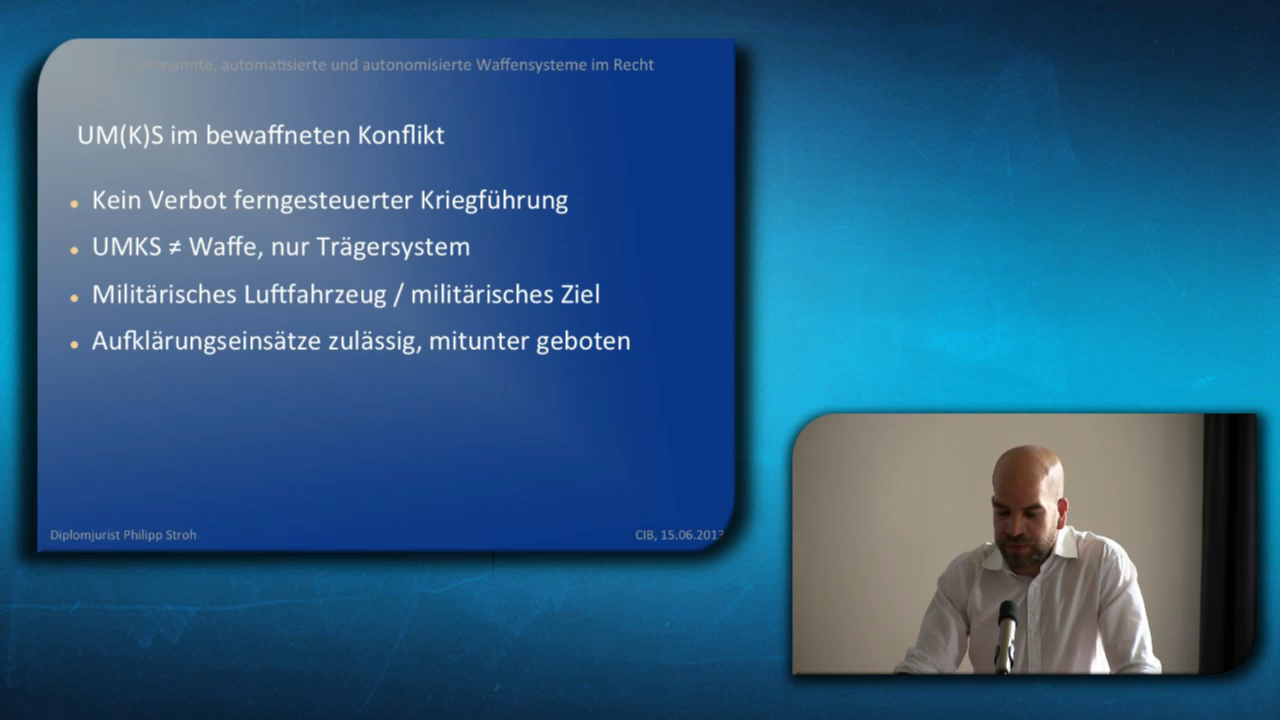 automatisierte und autonomisierte Waffensysteme im Recht
UM(K)S im bewaffneten Konflikt
Kein Verbot ferngesteuerter Kriegführung
UMKS ≠ Waffe, nur Trägersystem
Militärisches Luftfahrzeug / militärisches Ziel
Aufklärungseinsätze zulässig, mitunter geboten
Diplomjurist Philipp Stroh
CIB, 15.06.2013